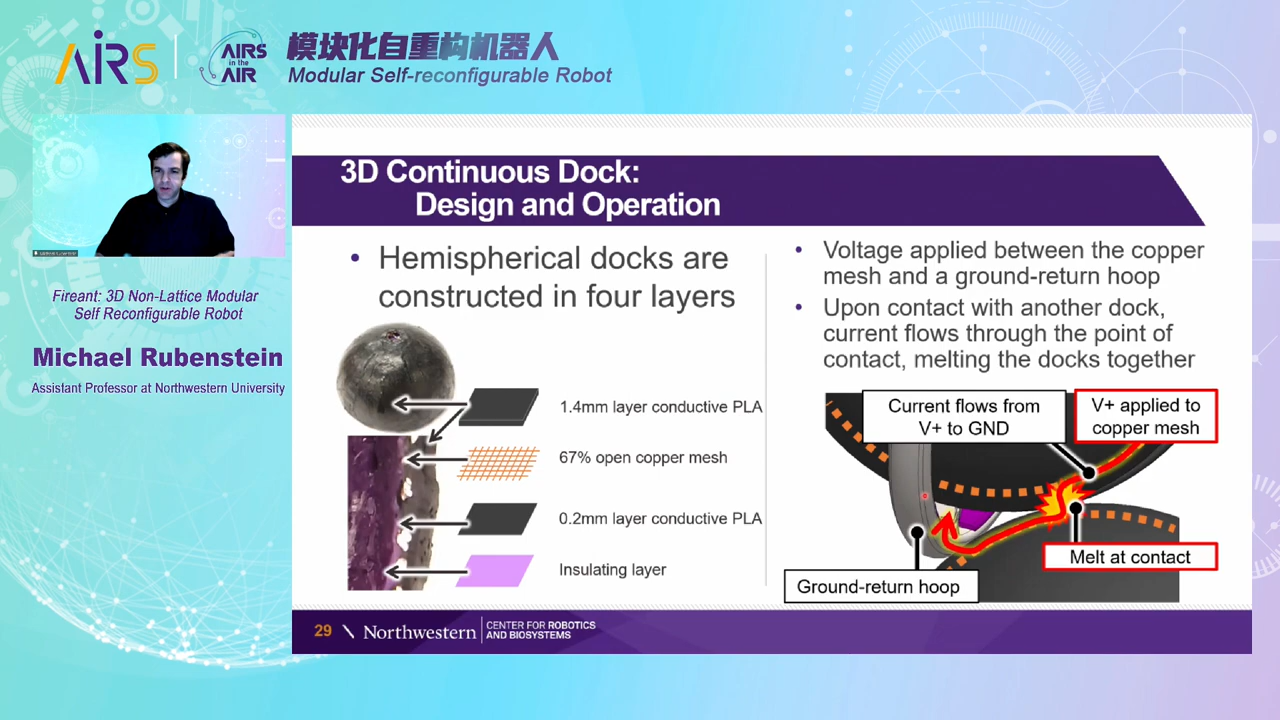 AIRS
AIRS
in the
AIR
模块化自重构机器人
Modular Self-reconfigurable Robot
Fireant: 3D Non-Lattice Modular
Self Reconfigurable Robot
Michael Rubenstein
Assistant Professor at Northwestern University
3D Continuous Dock:
Design and Operation
• Hemispherical docks are
constructed in four layers
1.4mm layer conductive PLA
67% open copper mesh
0.2mm layer conductive PLA
Insulating layer
• Voltage applied between the copper
mesh and a ground-return hoop
• Upon contact with another dock,
current flows through the point of
contact, melting the docks together
Current flows from
V+ to GND
V+ applied to
copper mesh
Melt at contact
Ground-return hoop
29
Northwestern
CENTER FOR ROBOTICS
AND BIOSYSTEMS